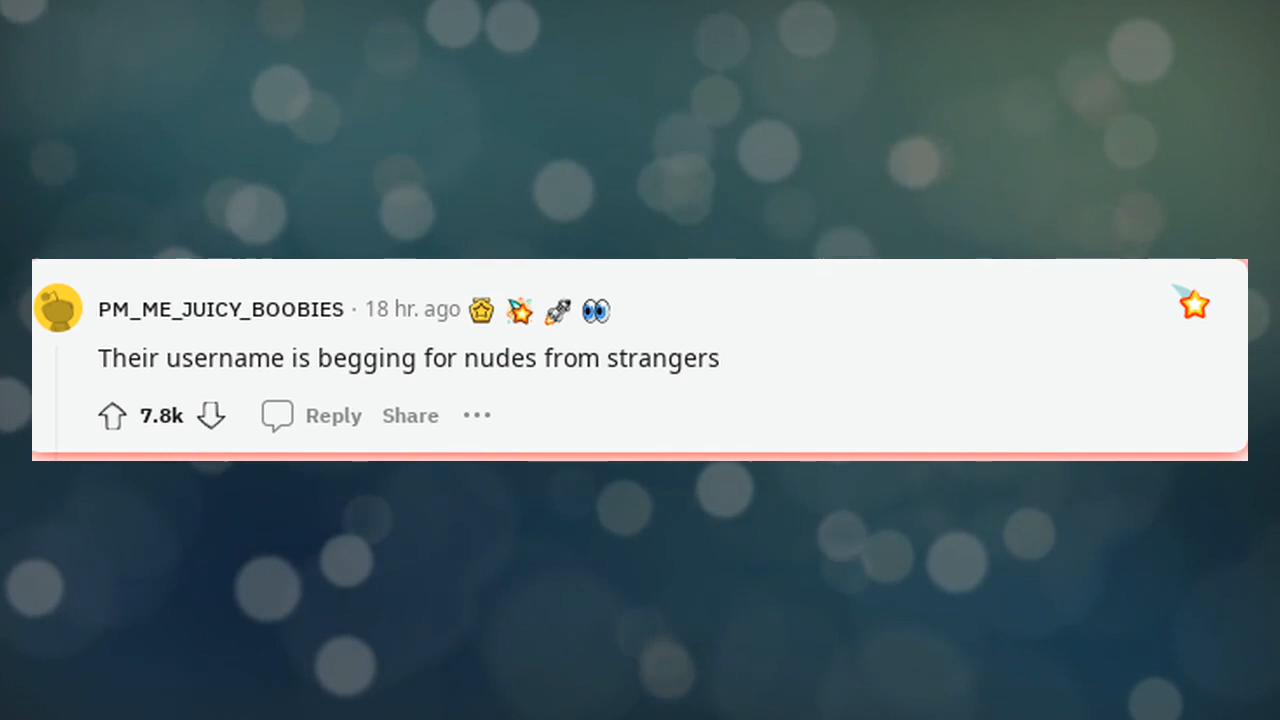 PM_ME_JUICY_BOOBIES · 18 hr. ago
Their username is begging for nudes from strangers
7.8k Reply Share ···